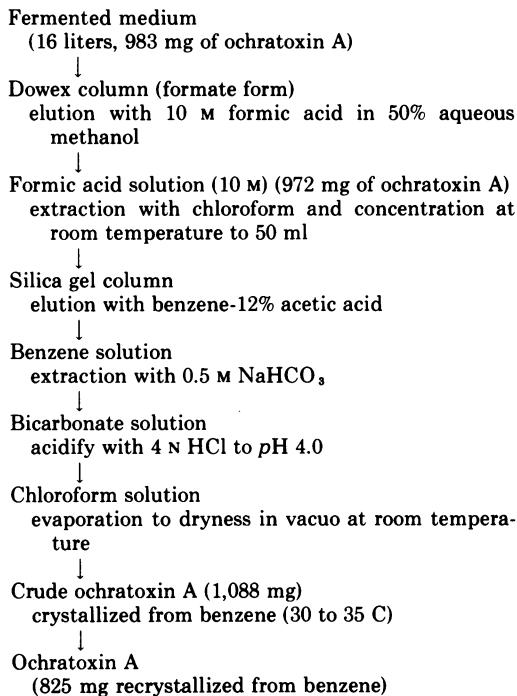 Fermented medium
(16 liters, 983 mg of ochratoxin A)
↓
Dowex column (formate form)
elution with 10 M formic acid in 50% aqueous
methanol
↓
Formic acid solution (10 M) (972 mg of ochratoxin A)
extraction with chloroform and concentration at
room temperature to 50 ml
↓
Silica gel column
elution with benzene-12% acetic acid
↓
Benzene solution
extraction with 0.5 M NaHCO₃
↓
Bicarbonate solution
acidify with 4 N HCl to pH 4.0
↓
Chloroform solution
evaporation to dryness in vacuo at room tempera-
ture
↓
Crude ochratoxin A (1,088 mg)
crystallized from benzene (30 to 35 C)
↓
Ochratoxin A
(825 mg recrystallized from benzene)